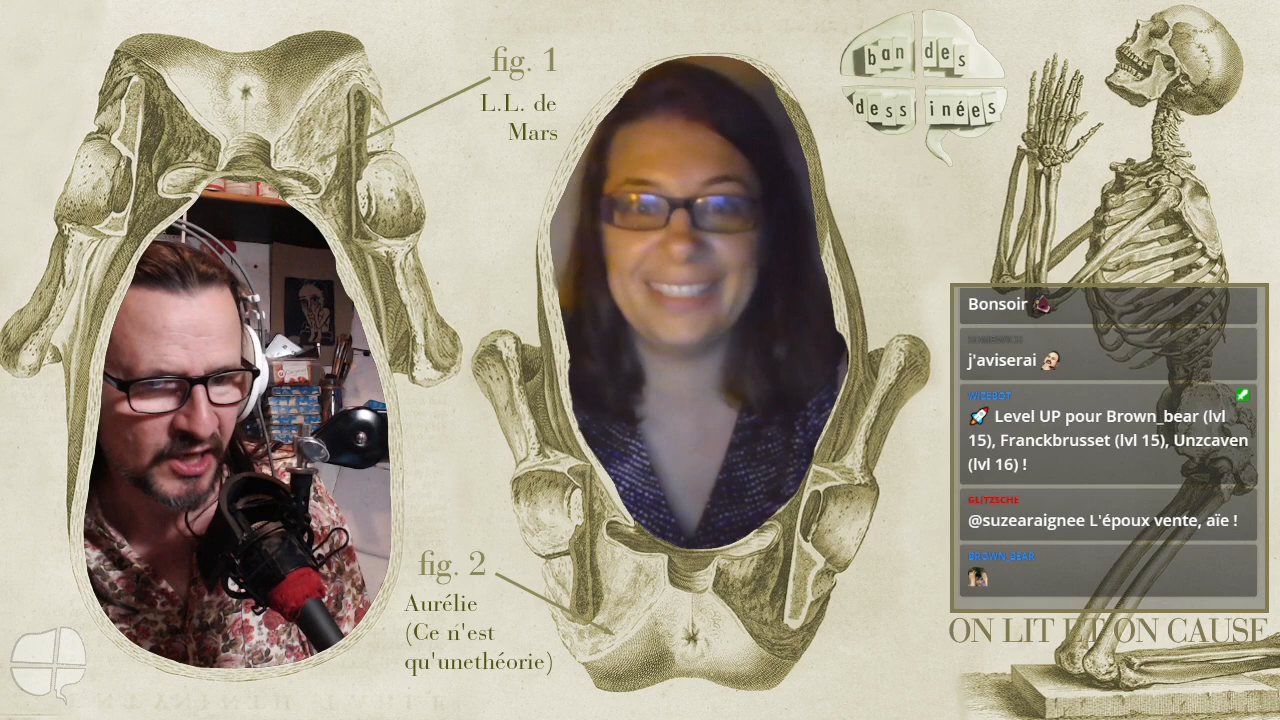 fig. 1
L.L. de
Mars
ban des
dess inées
Bonsoir
j'aviserai
WIZEBOT
🚀 Level UP pour Brown_bear (lvl
15), Franckbrusset (lvl 15), Unzcaven
(lvl 16) !
GLITZSCHE
@suzearaignee L'époux vente, aïe !
BROWN_BEAR
fig. 2
Aurélie
(Ce n'est
qu'unethéorie)
ON LIT ET ON CAUSE